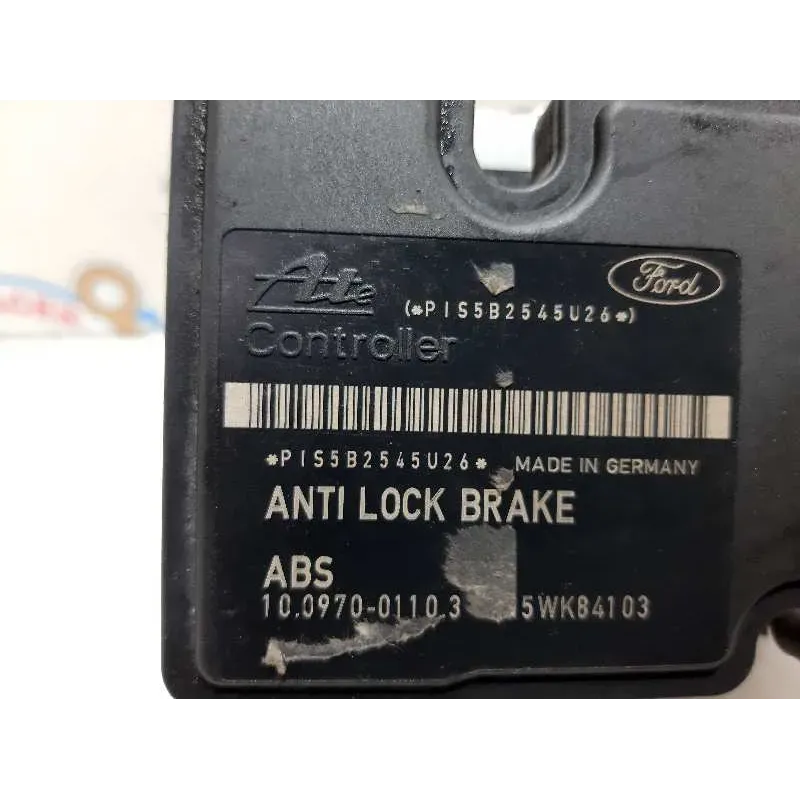 Ate
Ford
(*PIS5B2545U26*)
Controller
*PIS5B2545U26* MADE IN GERMANY
ANTI LOCK BRAKE
ABS
10.0970-0110.3 5WK84103